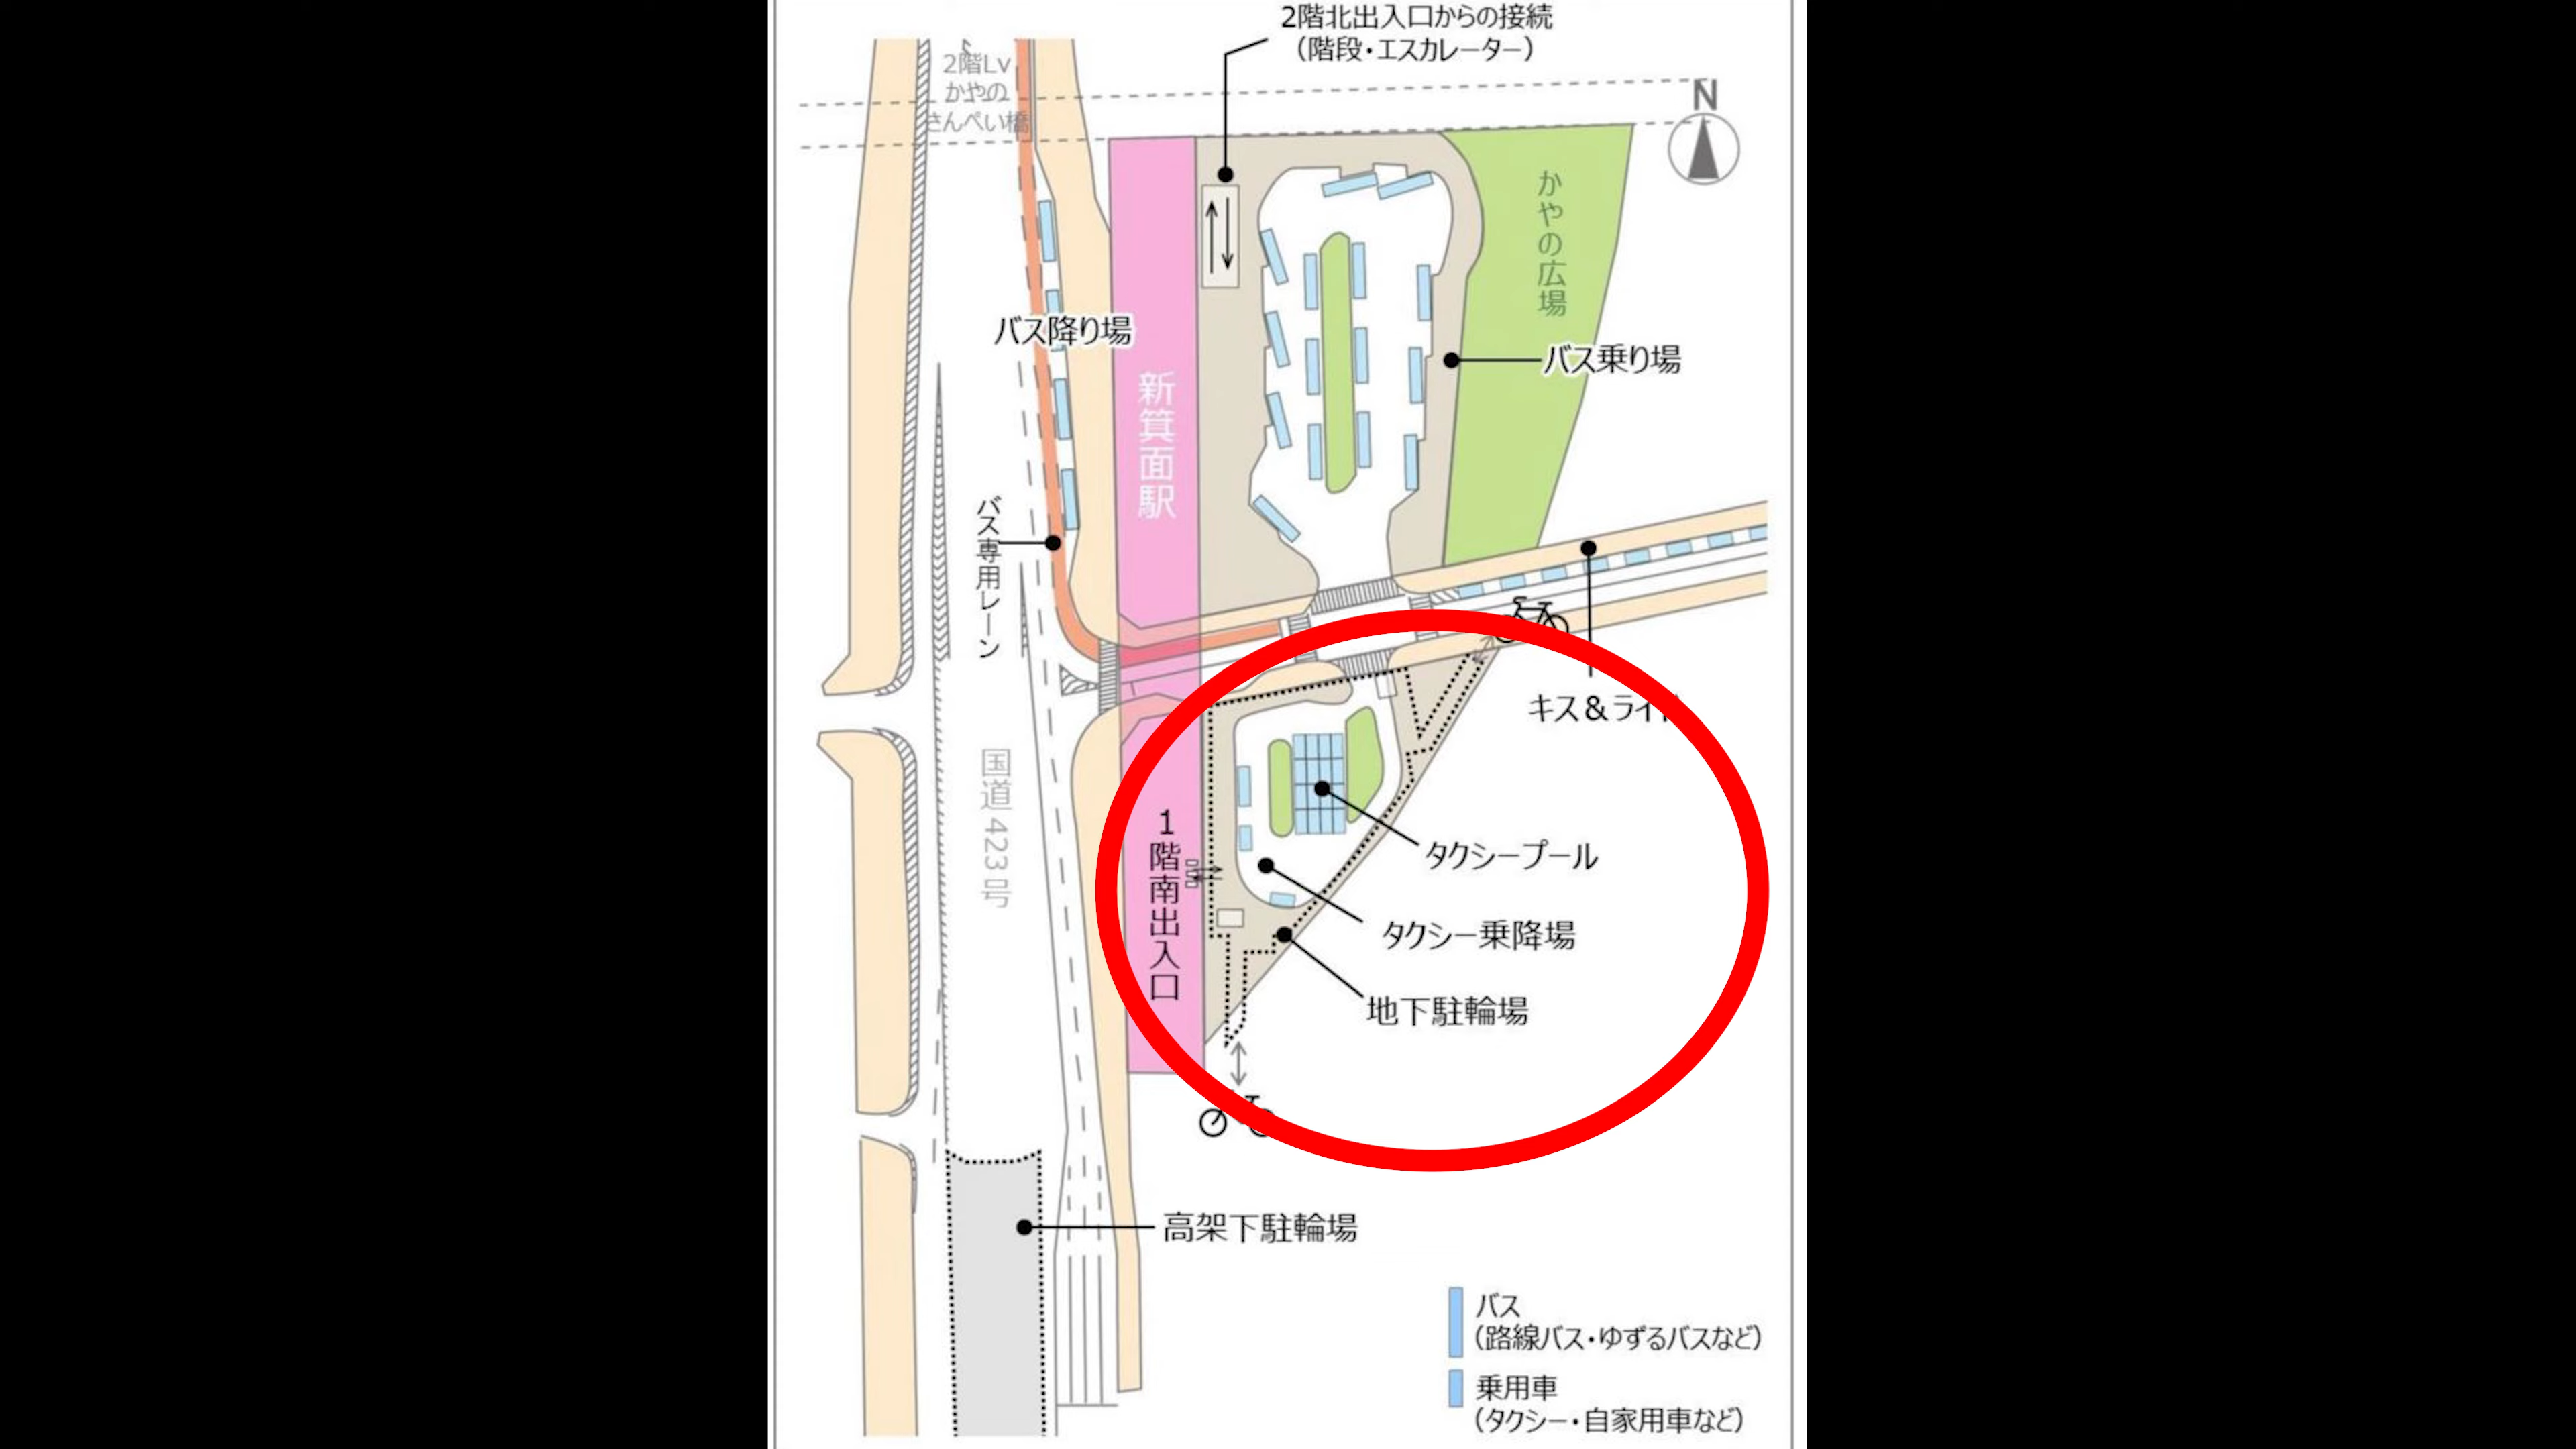 2階北出入口からの接続
（階段・エスカレーター）
2階Lv
かやの
さんぺい橋
N
かやの広場
バス降り場
バス乗り場
新箕面駅
バス専用レーン
キス＆ライド
国道423号
1階南出入口
タクシープール
タクシー乗降場
地下駐輪場
高架下駐輪場
バス
（路線バス・ゆずるバスなど）
乗用車
（タクシー・自家用車など）